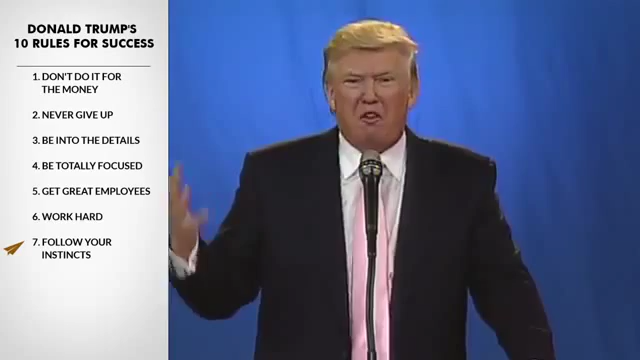 DONALD TRUMP'S
10 RULES FOR SUCCESS
1. DON'T DO IT FOR
THE MONEY
2. NEVER GIVE UP
3. BE INTO THE DETAILS
4. BE TOTALLY FOCUSED
5. GET GREAT EMPLOYEES
6. WORK HARD
7. FOLLOW YOUR
INSTINCTS